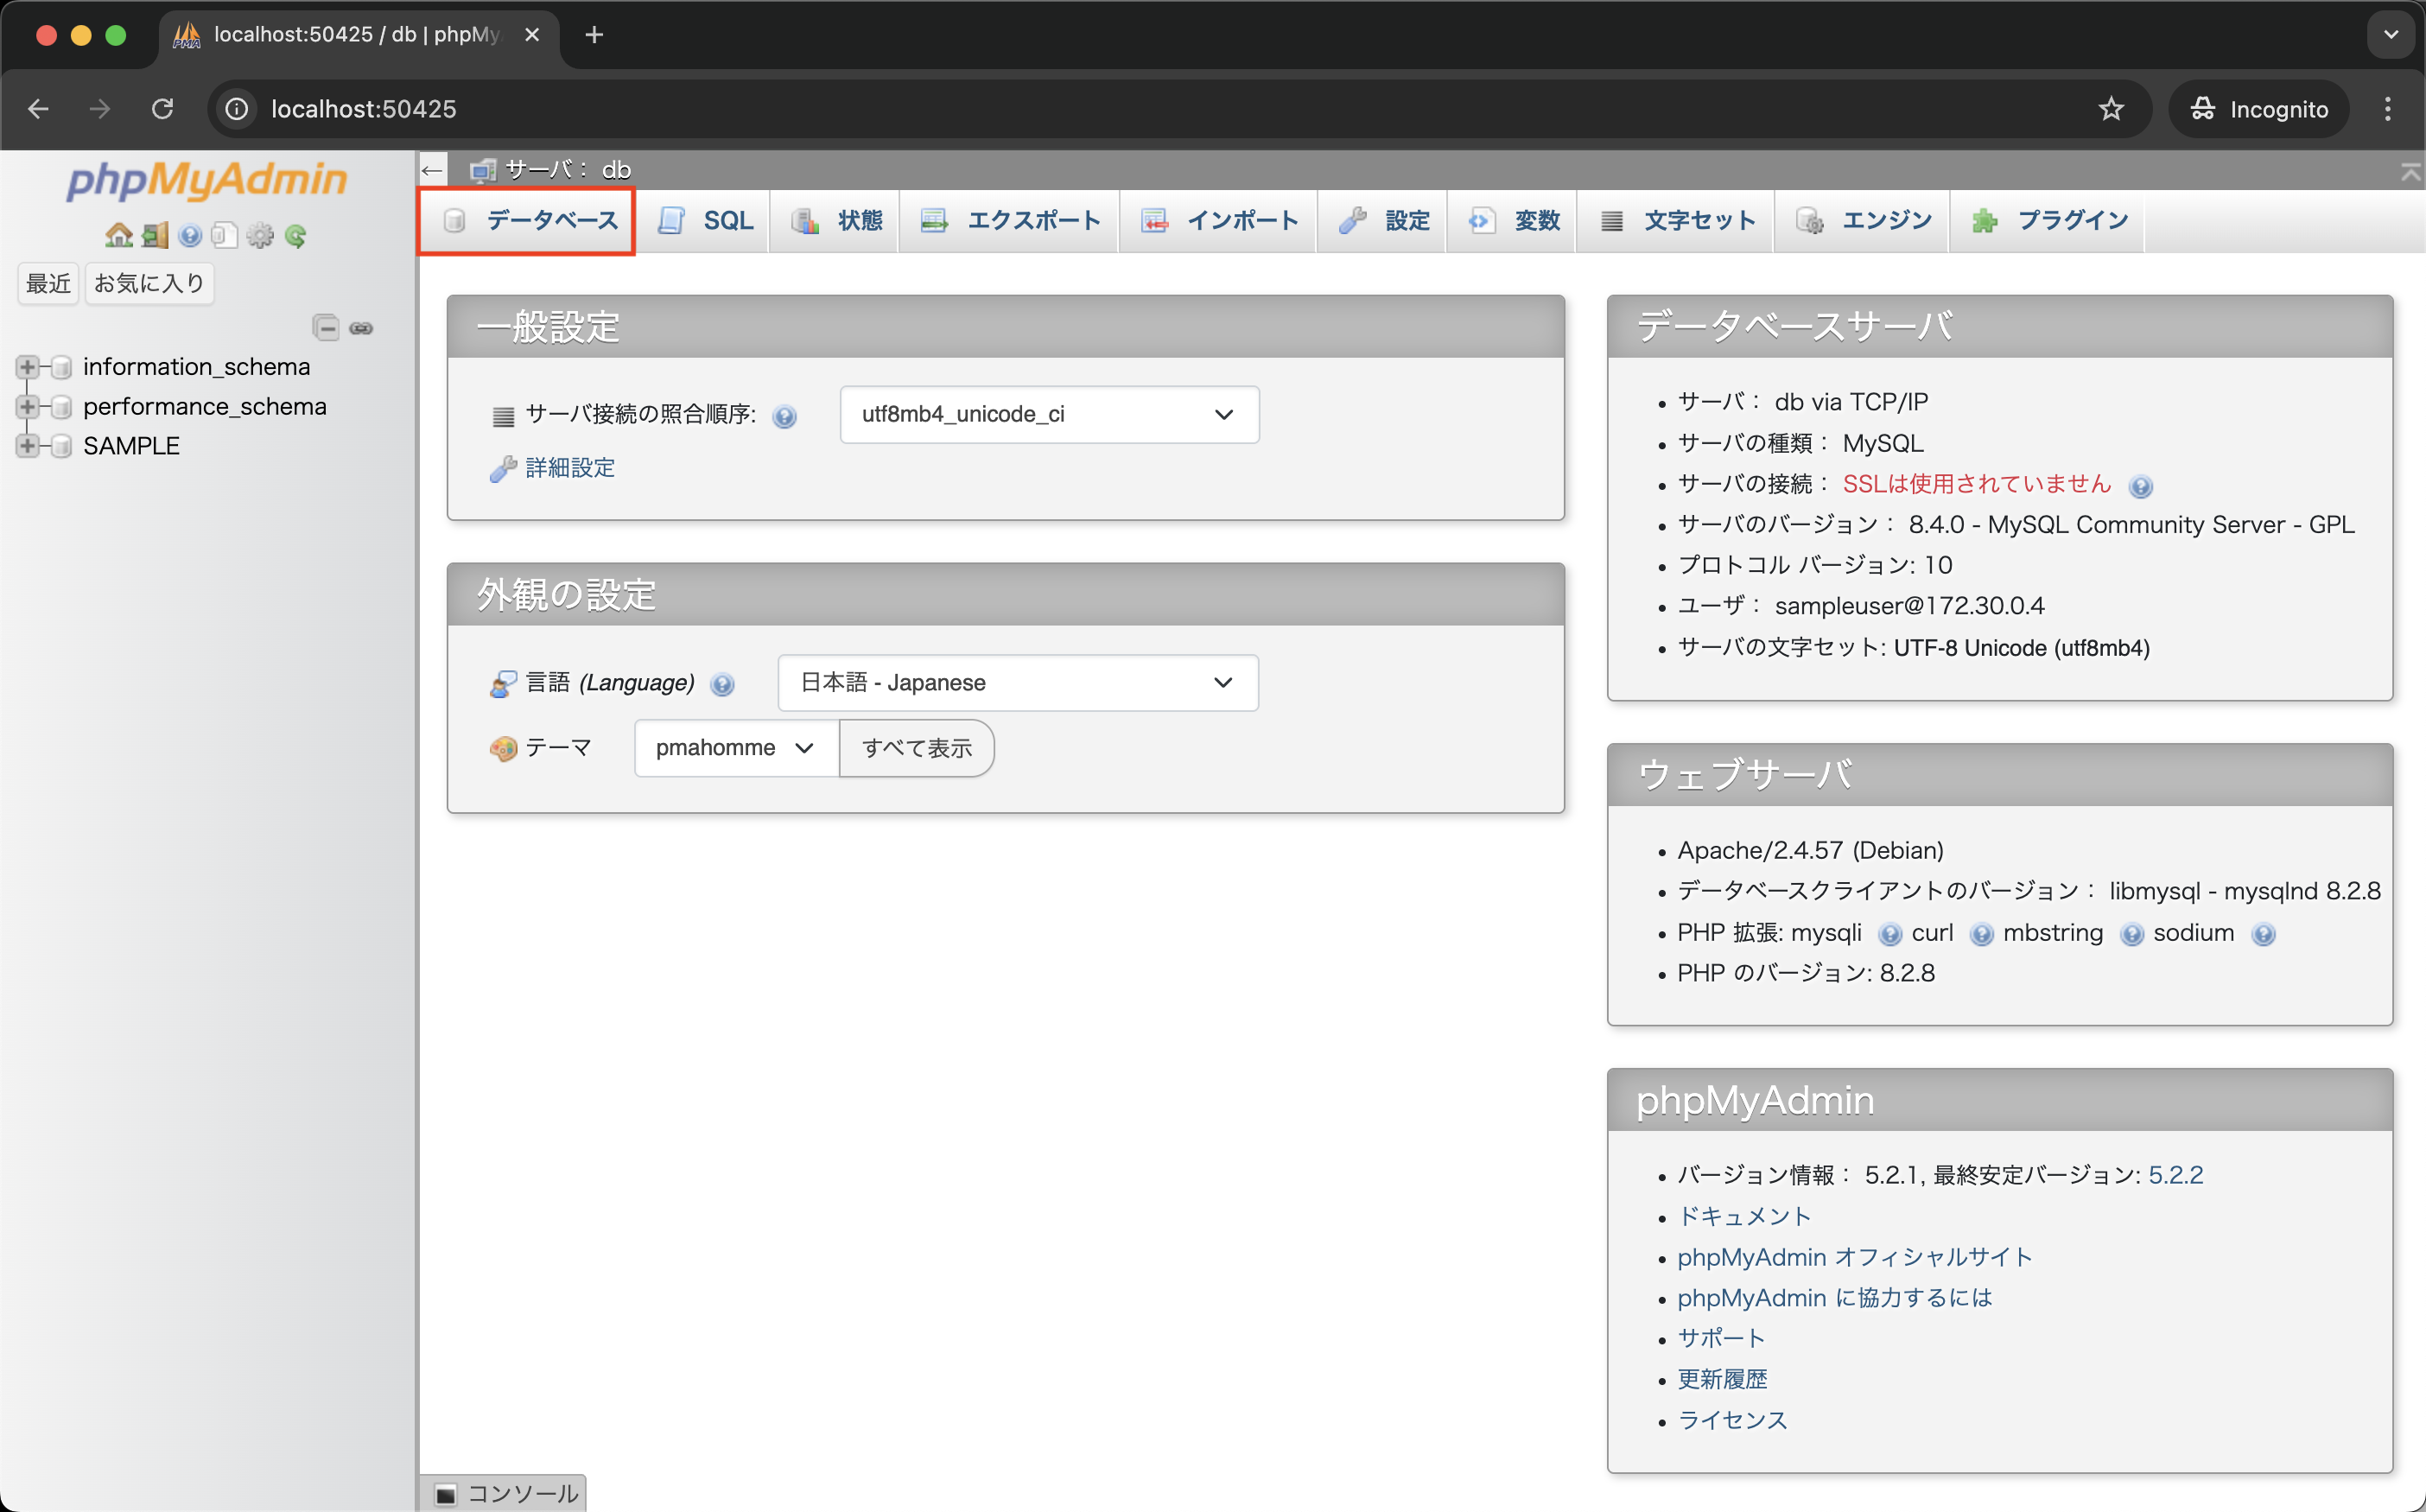 localhost:50425 / db | phpMy
localhost:50425
Incognito
phpMyAdmin
最近 お気に入り
information_schema
performance_schema
SAMPLE
サーバ： db
データベース SQL 状態 エクスポート インポート 設定 変数 文字セット エンジン プラグイン
一般設定
サーバ接続の照合順序: utf8mb4_unicode_ci
詳細設定
外観の設定
言語 (Language) 日本語 - Japanese
テーマ pmahomme すべて表示
データベースサーバ
サーバ： db via TCP/IP
サーバの種類： MySQL
サーバの接続： SSLは使用されていません
サーバのバージョン： 8.4.0 - MySQL Community Server - GPL
プロトコル バージョン: 10
ユーザ： sampleuser@172.30.0.4
サーバの文字セット: UTF-8 Unicode (utf8mb4)
ウェブサーバ
Apache/2.4.57 (Debian)
データベースクライアントのバージョン： libmysql - mysqlnd 8.2.8
PHP 拡張: mysqli curl mbstring sodium
PHP のバージョン: 8.2.8
phpMyAdmin
バージョン情報： 5.2.1, 最終安定バージョン: 5.2.2
ドキュメント
phpMyAdmin オフィシャルサイト
phpMyAdmin に協力するには
サポート
更新履歴
ライセンス
コンソール